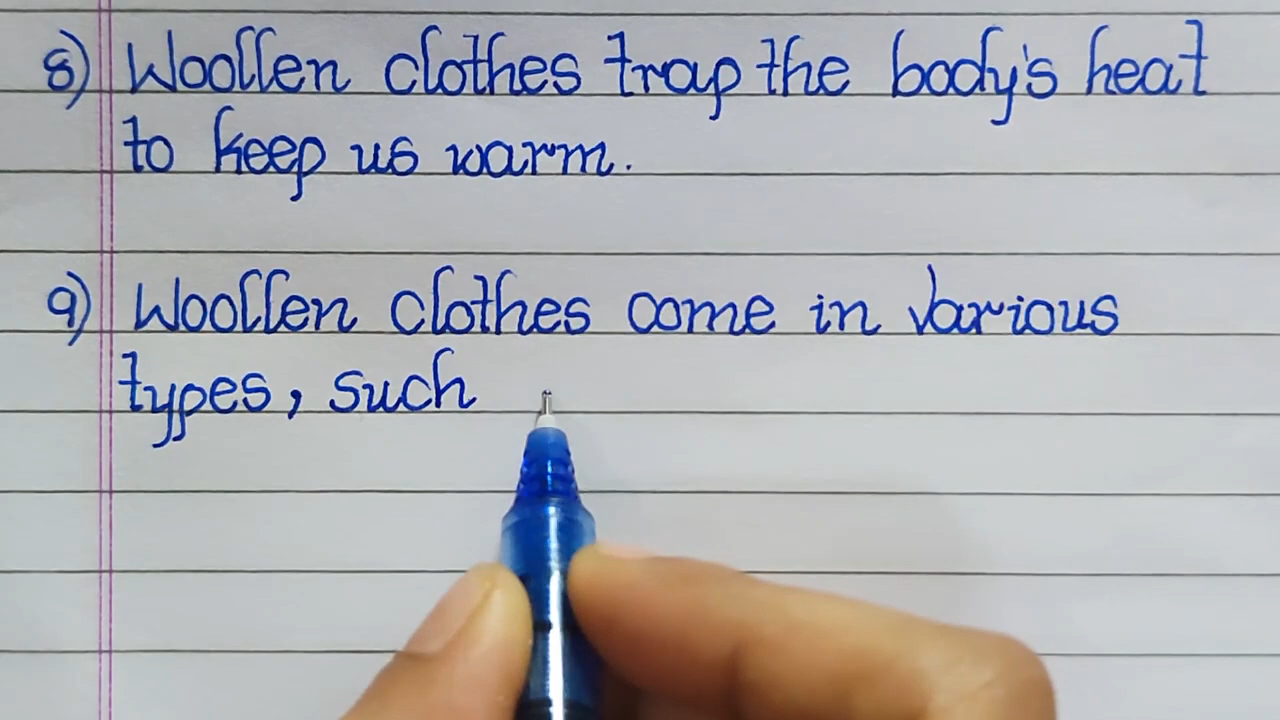 8) Woollen clothes trap the body's heat
to keep us warm.
9) Woollen clothes come in various
types, such